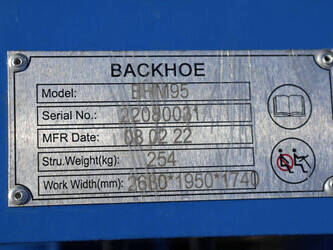 BACKHOE
Model: BHM95
Serial No.: 22080031
MFR Date: 08 02 22
Stru.Weight(kg): 254
Work Width(mm): 2680*1950*1740